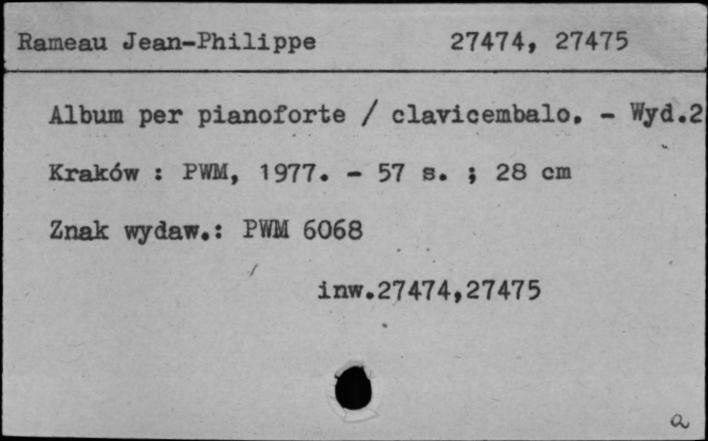 Rameau Jean-Philippe 27474, 27475
Album per pianoforte / clavicembalo. - Wyd.2
Kraków : PWM, 1977. - 57 s. ; 28 cm
Znak wydaw.: PWM 6068
inw.27474,27475
a